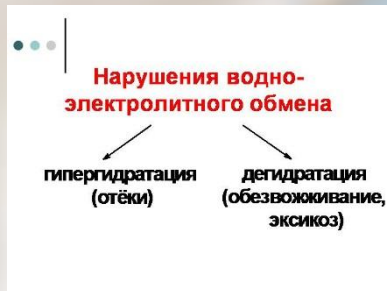 Нарушения водно-
электролитного обмена
гипергидратация
(отёки)
дегидратация
(обезвоживание,
эксикоз)